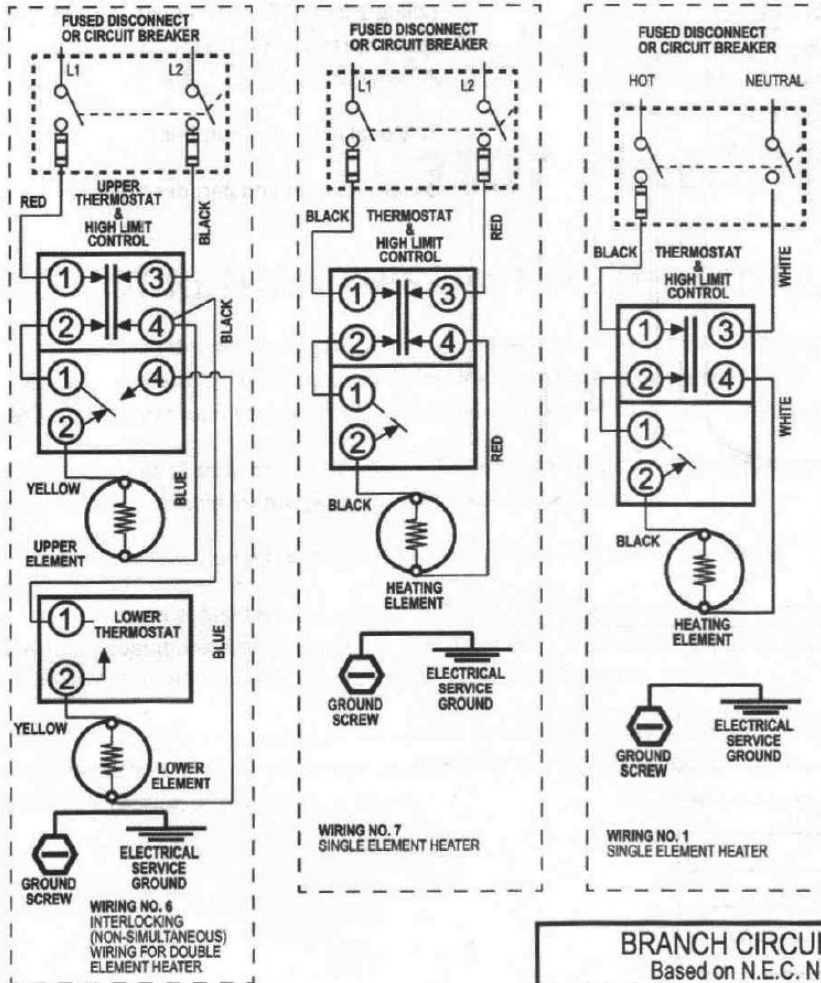 FUSED DISCONNECT
OR CIRCUIT BREAKER
L1
L2
UPPER
THERMOSTAT
&
HIGH LIMIT
CONTROL
RED
BLACK
1
3
2
4
BLACK
1
4
2
YELLOW
BLUE
UPPER
ELEMENT
1
LOWER
THERMOSTAT
2
BLUE
YELLOW
LOWER
ELEMENT
GROUND
SCREW
ELECTRICAL
SERVICE
GROUND
WIRING NO. 6
INTERLOCKING
(NON-SIMULTANEOUS)
WIRING FOR DOUBLE
ELEMENT HEATER
FUSED DISCONNECT
OR CIRCUIT BREAKER
L1
L2
BLACK
THERMOSTAT
&
HIGH LIMIT
CONTROL
RED
1
3
2
4
1
2
RED
BLACK
HEATING
ELEMENT
GROUND
SCREW
ELECTRICAL
SERVICE
GROUND
WIRING NO. 7
SINGLE ELEMENT HEATER
FUSED DISCONNECT
OR CIRCUIT BREAKER
HOT
NEUTRAL
BLACK
THERMOSTAT
&
HIGH LIMIT
CONTROL
WHITE
1
3
2
4
1
2
WHITE
BLACK
HEATING
ELEMENT
GROUND
SCREW
ELECTRICAL
SERVICE
GROUND
WIRING NO. 1
SINGLE ELEMENT HEATER
BRANCH CIRCUI
Based on N.E.C. N